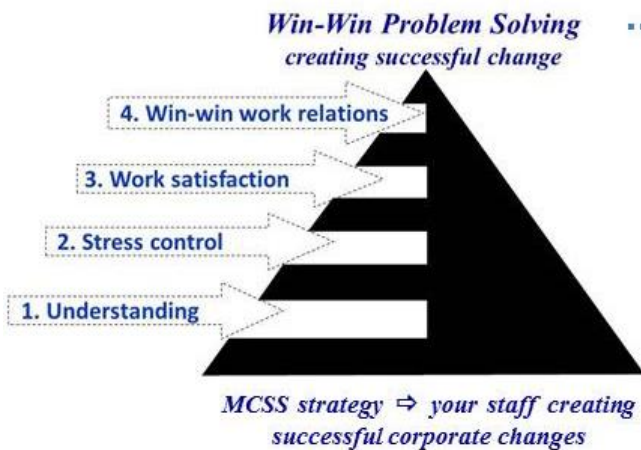 Win-Win Problem Solving
creating successful change
4. Win-win work relations
3. Work satisfaction
2. Stress control
1. Understanding
MCSS strategy ⇨ your staff creating
successful corporate changes